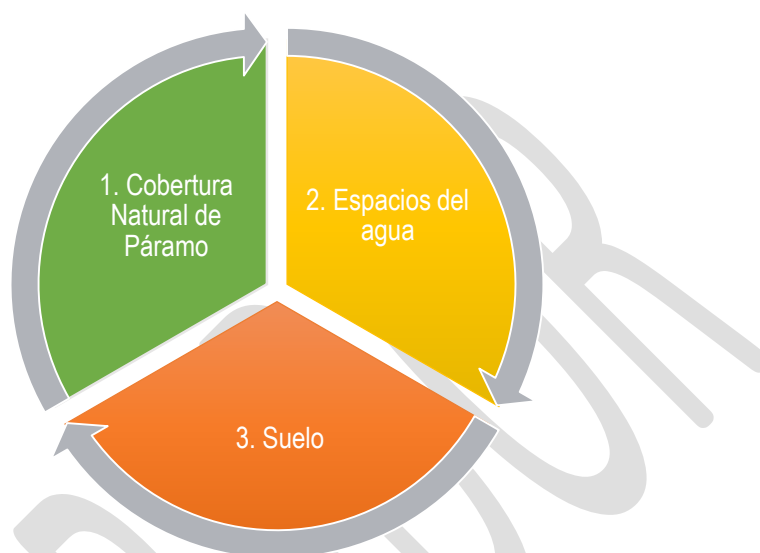 1. Cobertura
Natural de
Páramo
2. Espacios del
agua
3. Suelo